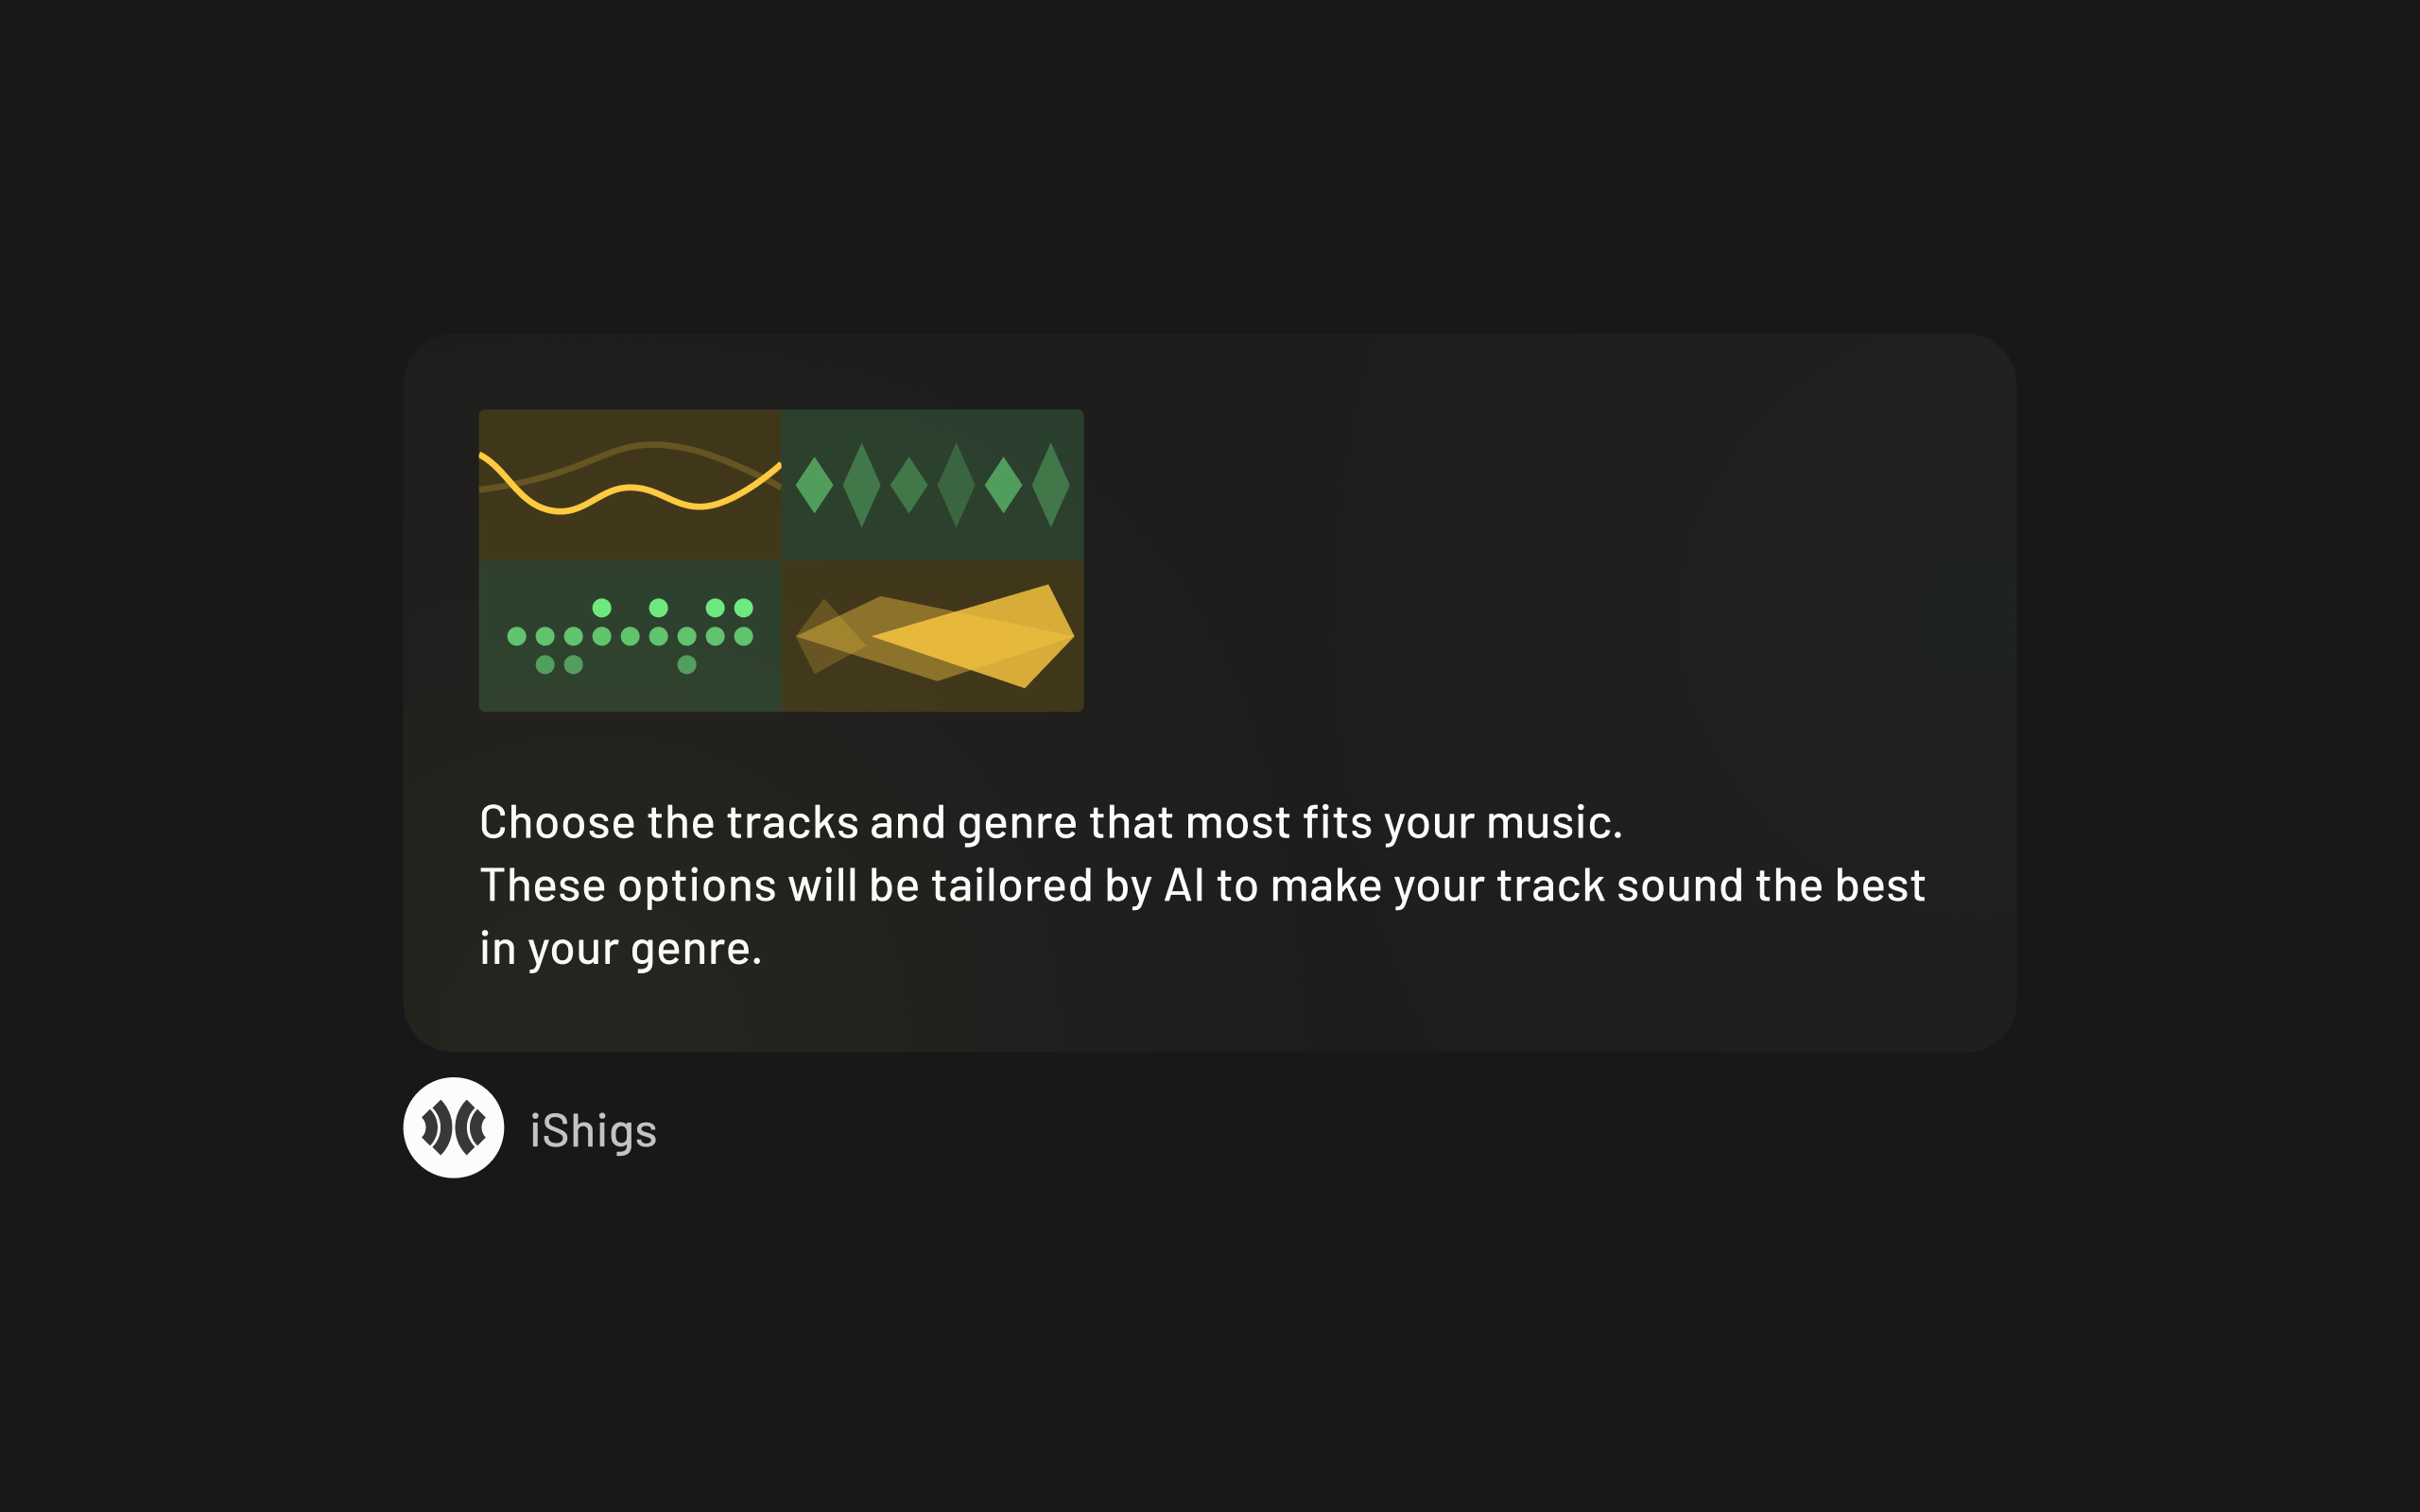 Choose the tracks and genre that most fits your music.
These options will be tailored by AI to make your track sound the best
in your genre.
iShigs